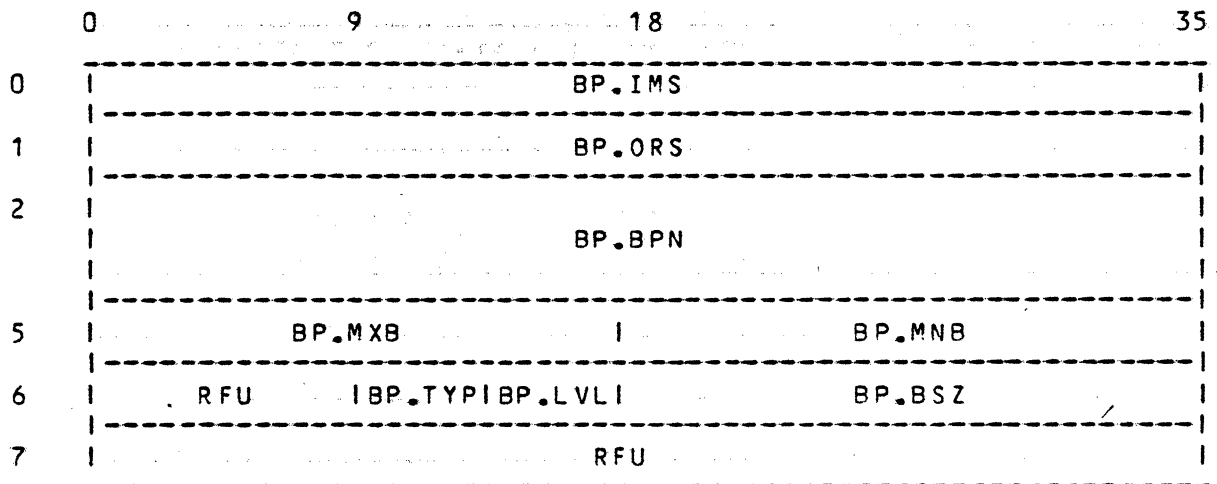 0 9 18 35
0 BP.IMS
1 BP.ORS
2
BP.BPN
5 BP.MXB BP.MNB
6 RFU BP.TYP BP.LVL BP.BSZ
7 RFU